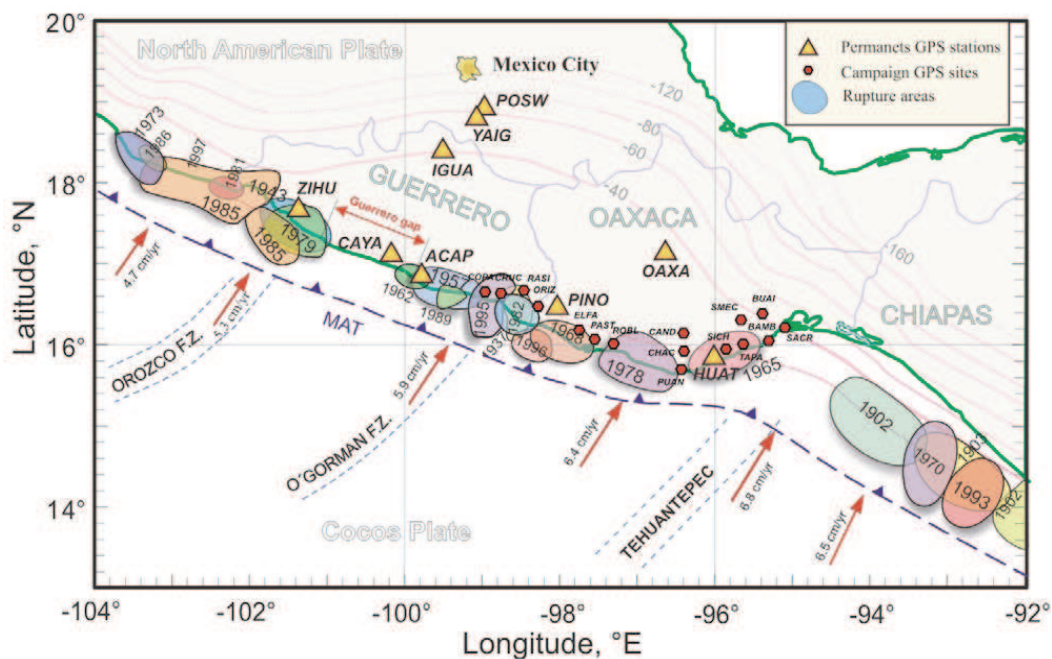 20°
18°
16°
14°
Latitude, °N
-104°
-102°
-100°
-98°
-96°
-94°
-92°
Longitude, °E
North American Plate
Mexico City
Permanets GPS stations
Campaign GPS sites
Rupture areas
POSW
YAIG
IGUA
-120
-80
-60
-40
-160
1973
1986
1997
1981
1943
1985
ZIHU
1979
1985
GUERRERO
Guerrero gap
OAXACA
CHIAPAS
CAYA
ACAP
OAXA
1962
1957
1989
COPA
CRUC
RASI
ORIZ
PINO
ELFA
PAST
ROBL
1995
1982
1937
1996
1968
1978
CAND
CHAC
PUAN
SMEC
BUAI
BAMB
SICH
TAPA
SACR
HUAT
1965
1902
1970
1903
1993
1902
MAT
4.7 cm/yr
5.3 cm/yr
5.9 cm/yr
6.4 cm/yr
6.8 cm/yr
6.5 cm/yr
OROZCO F.Z.
O'GORMAN F.Z.
TEHUANTEPEC
Cocos Plate